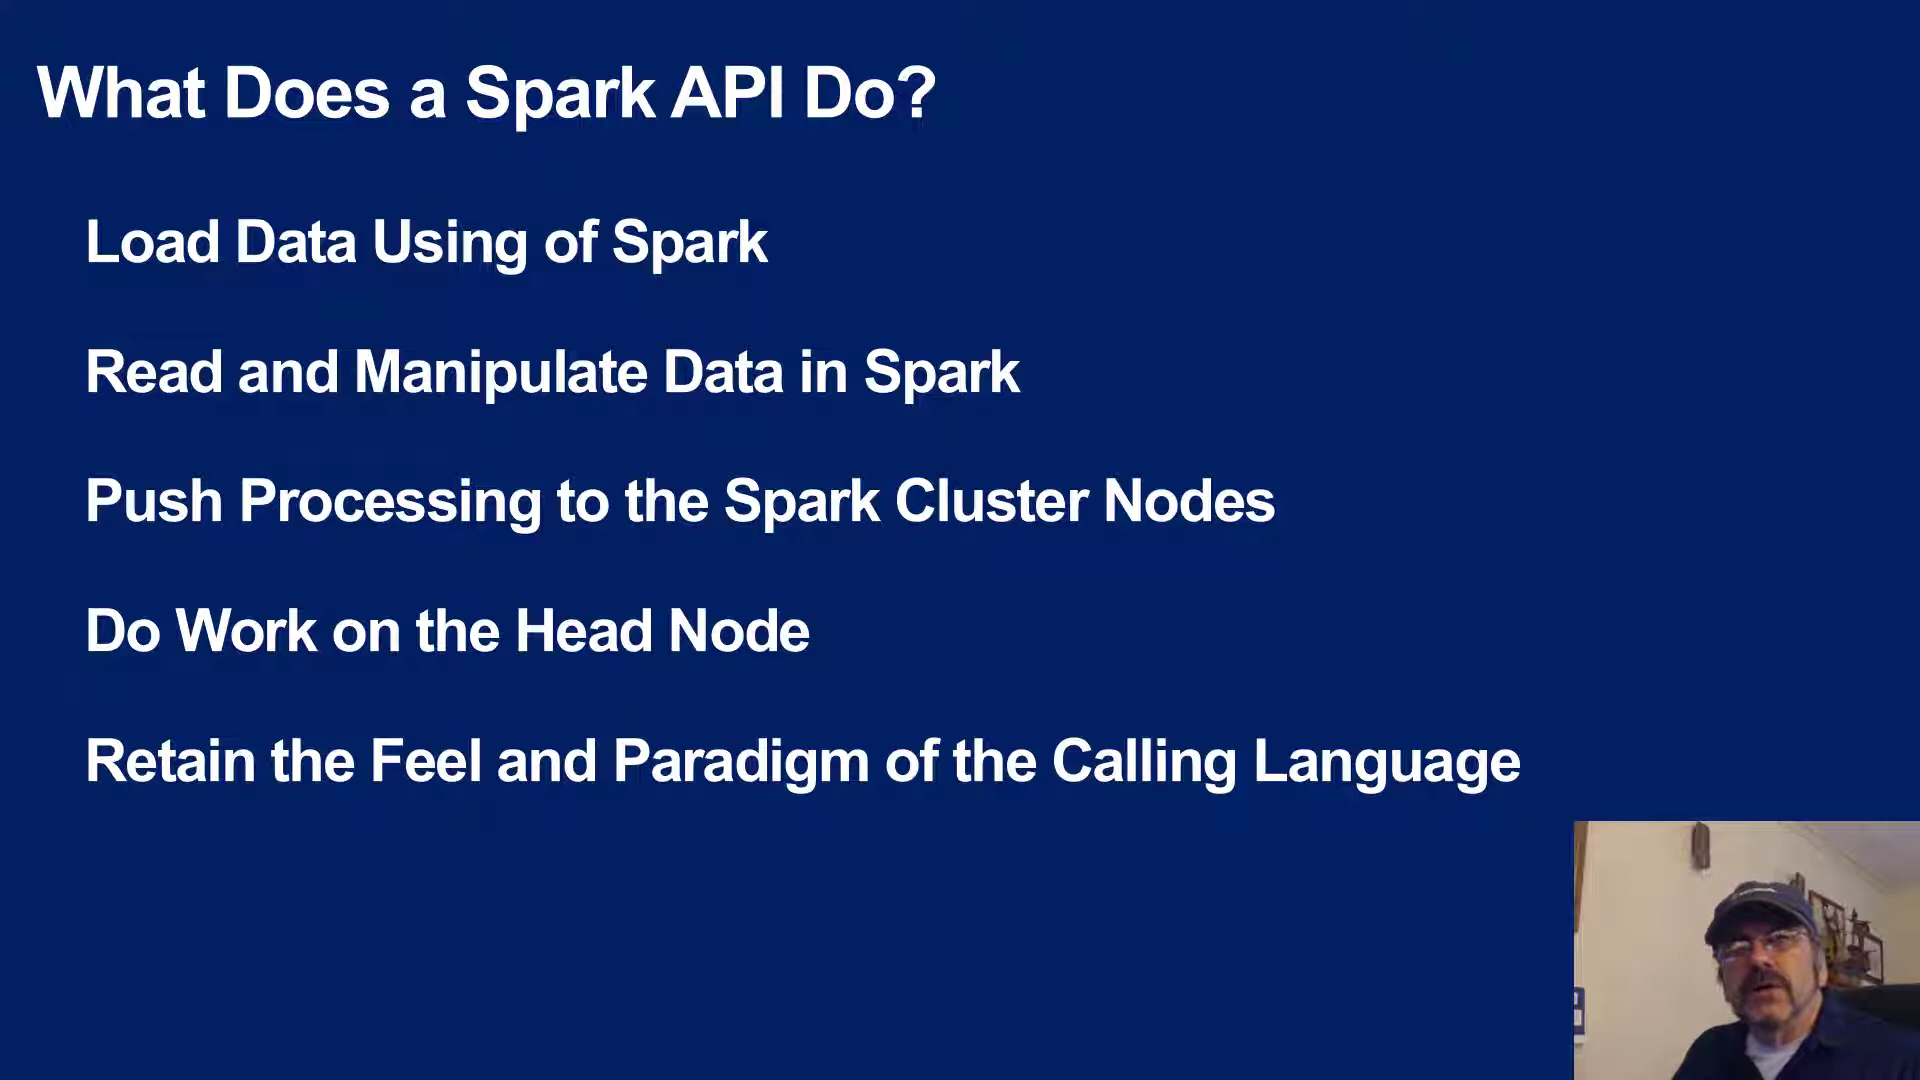 What Does a Spark API Do?
Load Data Using of Spark
Read and Manipulate Data in Spark
Push Processing to the Spark Cluster Nodes
Do Work on the Head Node
Retain the Feel and Paradigm of the Calling Language